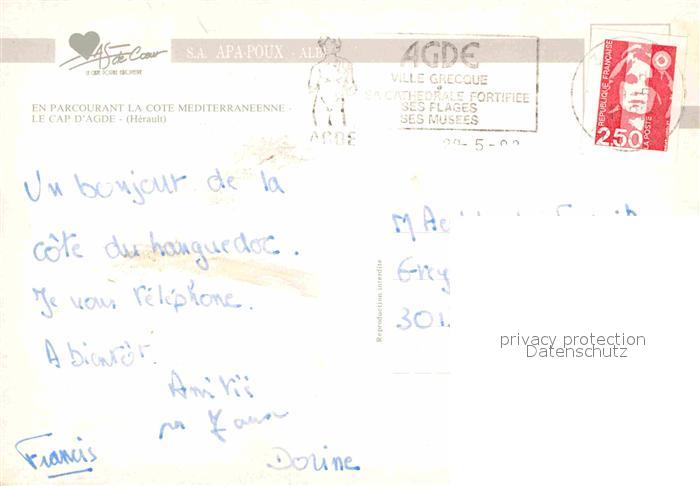 As de Cœur
S.A. APA-POUX - ALBI
AGDE
VILLE GRECQUE
SA CATHEDRALE FORTIFIEE
SES PLAGES
SES MUSEES
AGDE
REPUBLIQUE FRANÇAISE
2,50
LA POSTE
EN PARCOURANT LA COTE MEDITERRANEENNE -
LE CAP D'AGDE - (Hérault)
Un bonjour de la
côte du Languedoc.
Je vous téléphone.
A bientôt.
Amitiés
Francis
Dorine
M
Reproduction interdite
privacy protection
Datenschutz